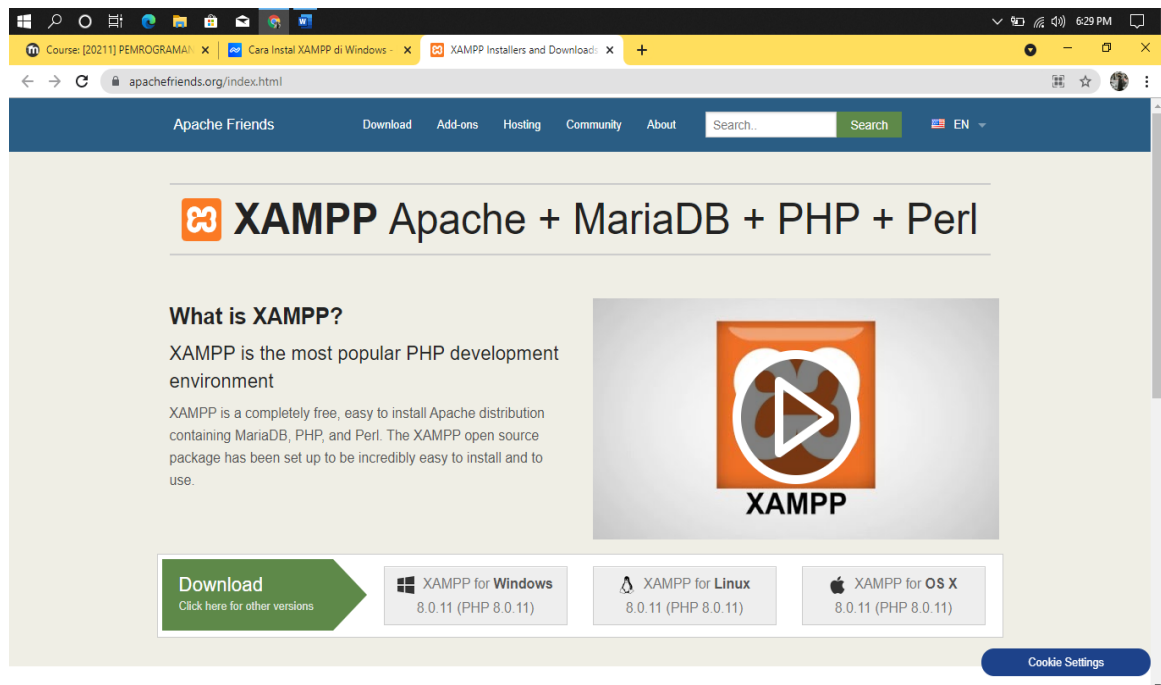 6:29 PM
Course: [20211] PEMROGRAMAN
Cara Instal XAMPP di Windows -
XAMPP Installers and Downloads
apachefriends.org/index.html
Apache Friends Download Add-ons Hosting Community About Search.. Search EN
XAMPP Apache + MariaDB + PHP + Perl
What is XAMPP?
XAMPP is the most popular PHP development
environment
XAMPP is a completely free, easy to install Apache distribution
containing MariaDB, PHP, and Perl. The XAMPP open source
package has been set up to be incredibly easy to install and to
use.
XAMPP
Download
Click here for other versions
XAMPP for Windows
8.0.11 (PHP 8.0.11)
XAMPP for Linux
8.0.11 (PHP 8.0.11)
XAMPP for OS X
8.0.11 (PHP 8.0.11)
Cookie Settings